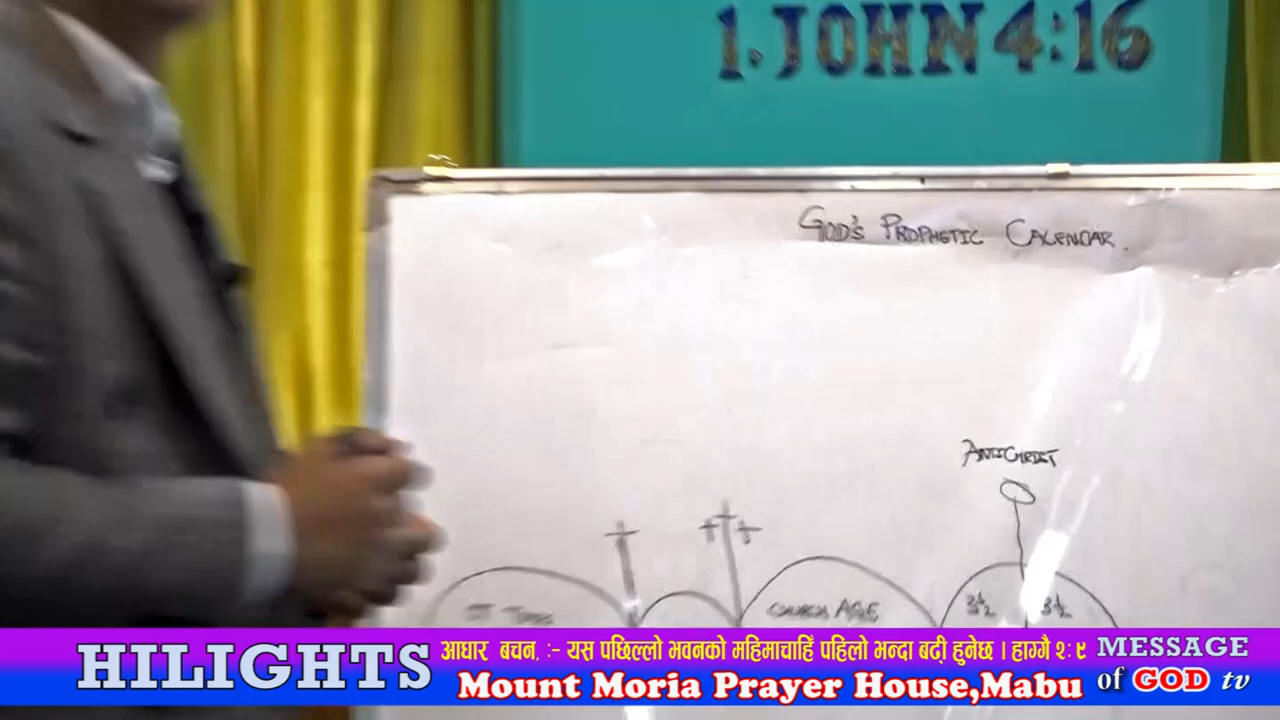 1. JOHN 4:16
GOD'S PROPHETIC CALENDAR.
ANTICHRIST
CHURCH AGE
3½
3½
HILIGHTS
आधार बचन, :- यस पछिल्लो भवनको महिमाचाहिँ पहिलो भन्दा बढी हुनेछ । हाग्गै २:९
Mount Moria Prayer House,Mabu
MESSAGE
of GOD tv